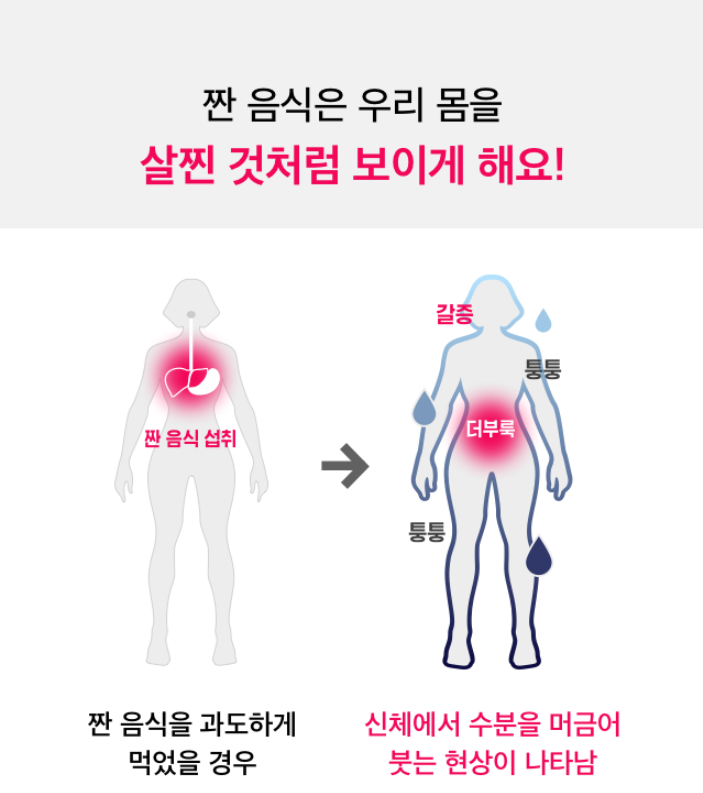 짠 음식은 우리 몸을
살찐 것처럼 보이게 해요!
갈증
퉁퉁
짠 음식 섭취
더부룩
퉁퉁
짠 음식을 과도하게
먹었을 경우
신체에서 수분을 머금어
붓는 현상이 나타남